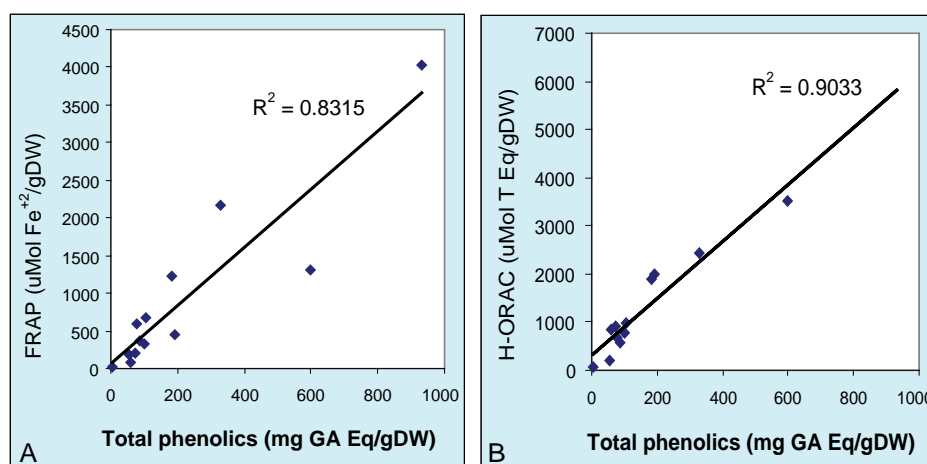 4500
4000
3500
3000
2500
2000
1500
1000
500
0
FRAP (uMol Fe+2/gDW)
R2 = 0.8315
0 200 400 600 800 1000
Total phenolics (mg GA Eq/gDW)
A
7000
6000
5000
4000
3000
2000
1000
0
H-ORAC (uMol T Eq/gDW)
R2 = 0.9033
0 200 400 600 800 1000
Total phenolics (mg GA Eq/gDW)
B